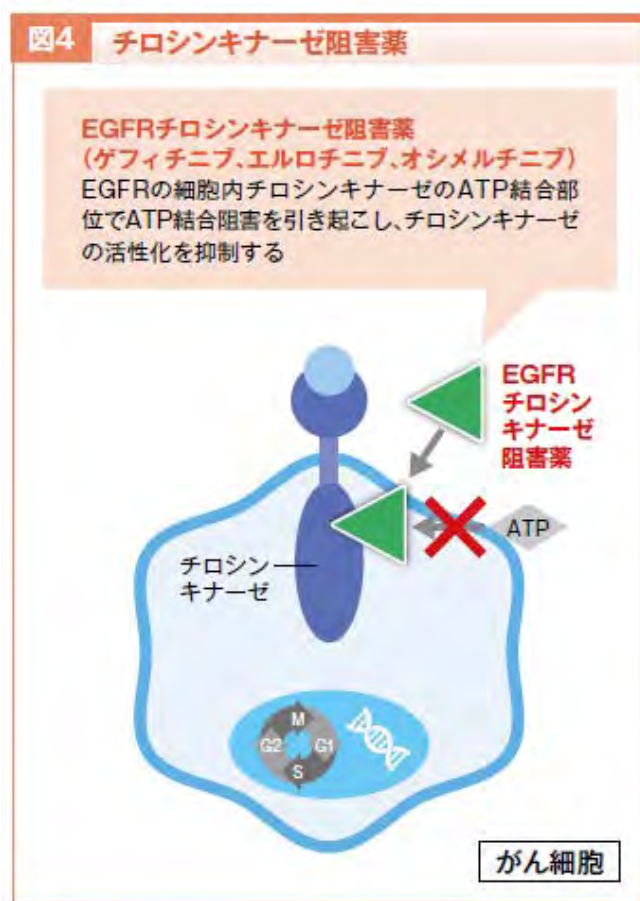 図4 チロシンキナーゼ阻害薬
EGFRチロシンキナーゼ阻害薬
(ゲフィチニブ、エルロチニブ、オシメルチニブ)
EGFRの細胞内チロシンキナーゼのATP結合部
位でATP結合阻害を引き起こし、チロシンキナーゼ
の活性化を抑制する
EGFR
チロシン
キナーゼ
阻害薬
ATP
チロシン
キナーゼ
M
G2
G1
S
がん細胞